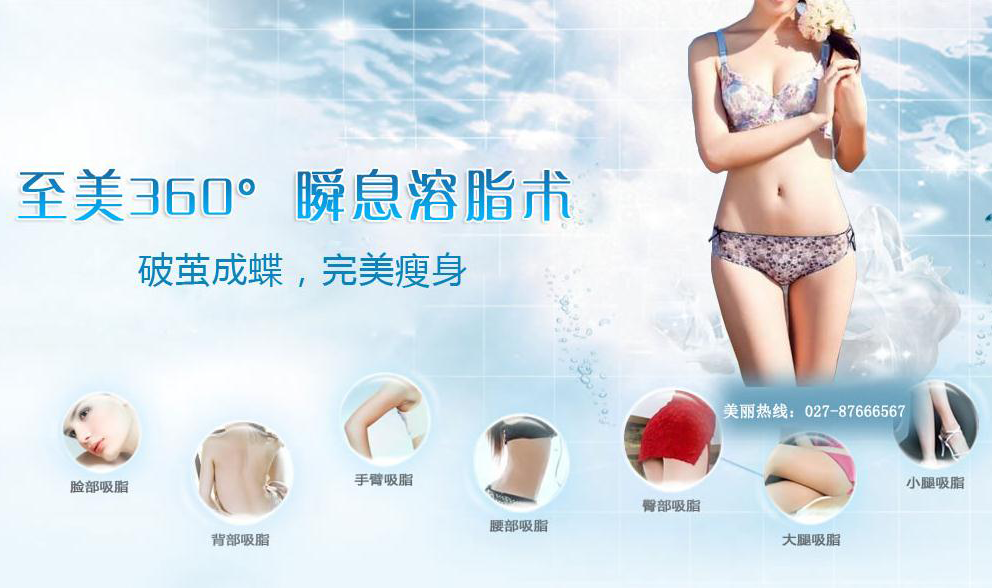 至美360° 瞬息溶脂术
破茧成蝶，完美瘦身
美丽热线：027-87666567
脸部吸脂
背部吸脂
手臂吸脂
腰部吸脂
臀部吸脂
大腿吸脂
小腿吸脂